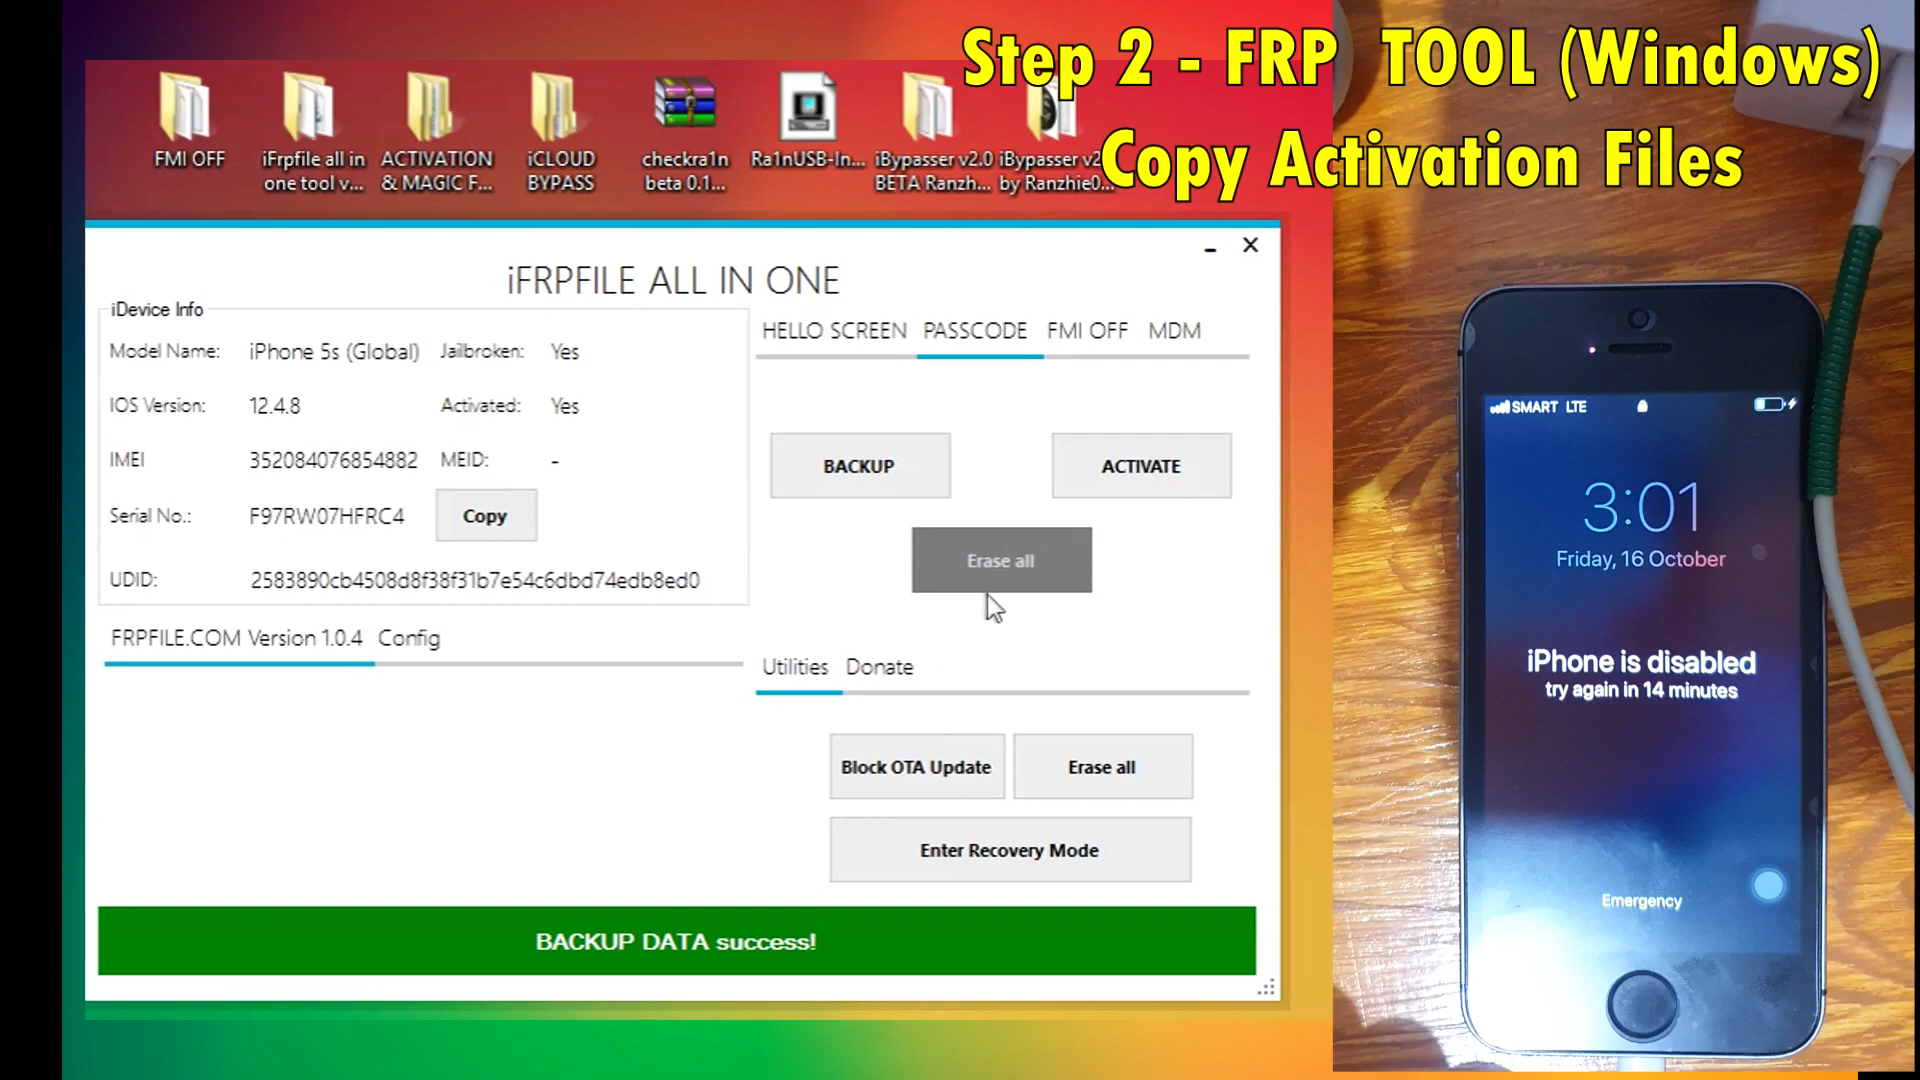 Step 2 - FRP TOOL (Windows)
Copy Activation Files
FMI OFF
iFrpfile all in one tool v...
ACTIVATION & MAGIC F...
iCLOUD BYPASS
checkra1n beta 0.1...
Ra1nUSB-In...
iBypasser v2.0 BETA Ranzh...
iBypasser v2... by Ranzhie0...
iFRPFILE ALL IN ONE
iDevice Info
Model Name: iPhone 5s (Global) Jailbroken: Yes
IOS Version: 12.4.8 Activated: Yes
IMEI 352084076854882 MEID: -
Serial No.: F97RW07HFRC4 Copy
UDID: 2583890cb4508d8f38f31b7e54c6dbd74edb8ed0
FRPFILE.COM Version 1.0.4 Config
HELLO SCREEN PASSCODE FMI OFF MDM
BACKUP ACTIVATE
Erase all
Utilities Donate
Block OTA Update Erase all
Enter Recovery Mode
BACKUP DATA success!
SMART LTE
3:01
Friday, 16 October
iPhone is disabled
try again in 14 minutes
Emergency